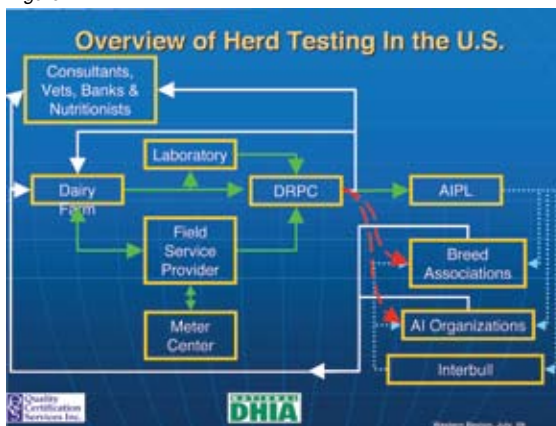 Overview of Herd Testing In the U.S.
Consultants,
Vets, Banks &
Nutritionists
Laboratory
Dairy
Farm
DRPC
AIPL
Field
Service
Provider
Breed
Associations
Meter
Center
AI Organizations
Interbull
Quality
Certification
Services Inc.
NATIONAL
DHIA